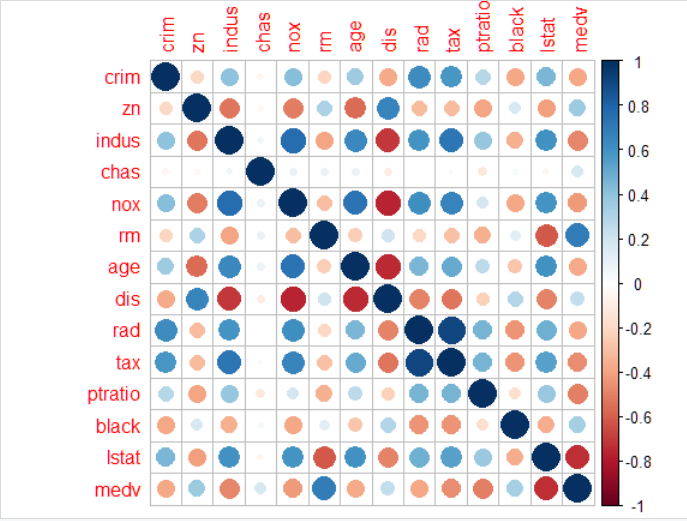 crim zn indus chas nox rm age dis rad tax ptratio black lstat medv
crim
zn
indus
chas
nox
rm
age
dis
rad
tax
ptratio
black
lstat
medv
1
0.8
0.6
0.4
0.2
0
-0.2
-0.4
-0.6
-0.8
-1